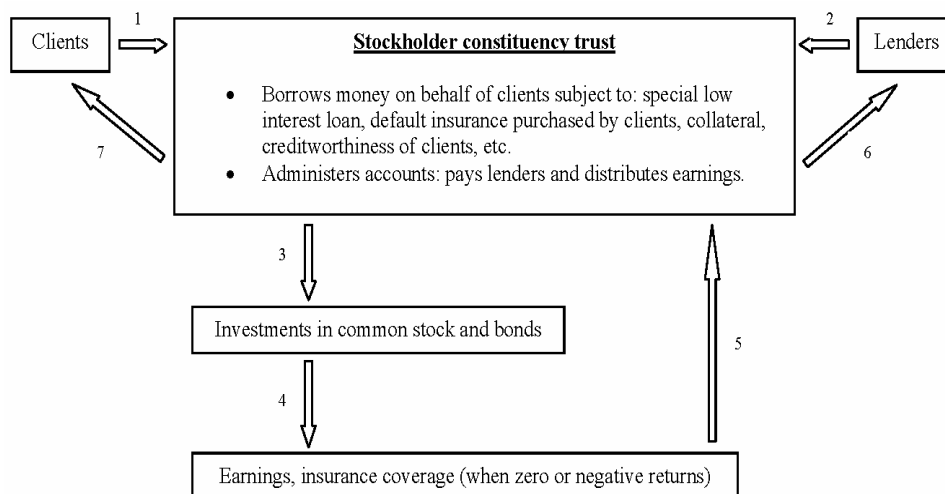 1
2
Clients
Stockholder constituency trust
Lenders
• Borrows money on behalf of clients subject to: special low
interest loan, default insurance purchased by clients, collateral,
creditworthiness of clients, etc.
• Administers accounts: pays lenders and distributes earnings.
7
6
3
Investments in common stock and bonds
5
4
Earnings, insurance coverage (when zero or negative returns)